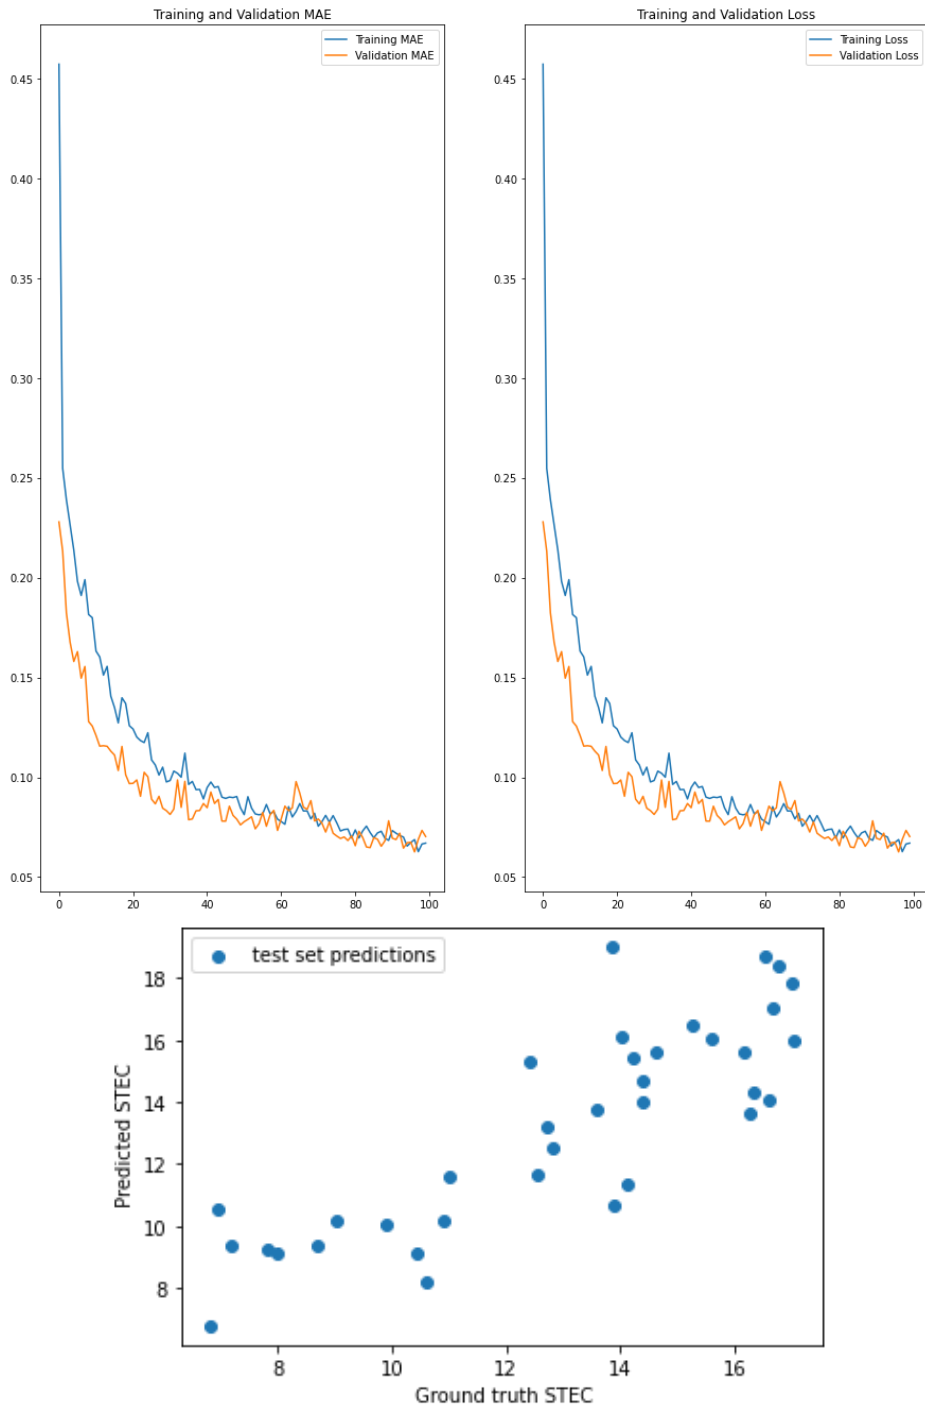 Training and Validation MAE
Training MAE
Validation MAE
0.45
0.40
0.35
0.30
0.25
0.20
0.15
0.10
0.05
0 20 40 60 80 100
Training and Validation Loss
Training Loss
Validation Loss
0.45
0.40
0.35
0.30
0.25
0.20
0.15
0.10
0.05
0 20 40 60 80 100
test set predictions
Predicted STEC
18
16
14
12
10
8
8 10 12 14 16
Ground truth STEC